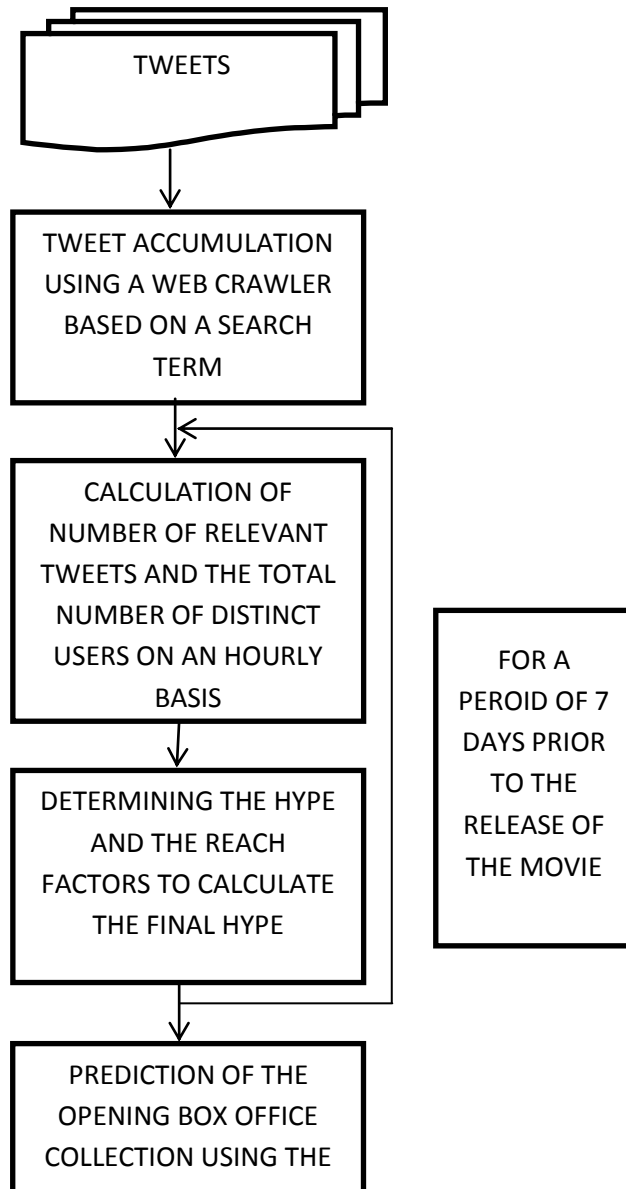 TWEETS
TWEET ACCUMULATION
USING A WEB CRAWLER
BASED ON A SEARCH
TERM
CALCULATION OF
NUMBER OF RELEVANT
TWEETS AND THE TOTAL
NUMBER OF DISTINCT
USERS ON AN HOURLY
BASIS
DETERMINING THE HYPE
AND THE REACH
FACTORS TO CALCULATE
THE FINAL HYPE
FOR A
PEROID OF 7
DAYS PRIOR
TO THE
RELEASE OF
THE MOVIE
PREDICTION OF THE
OPENING BOX OFFICE
COLLECTION USING THE